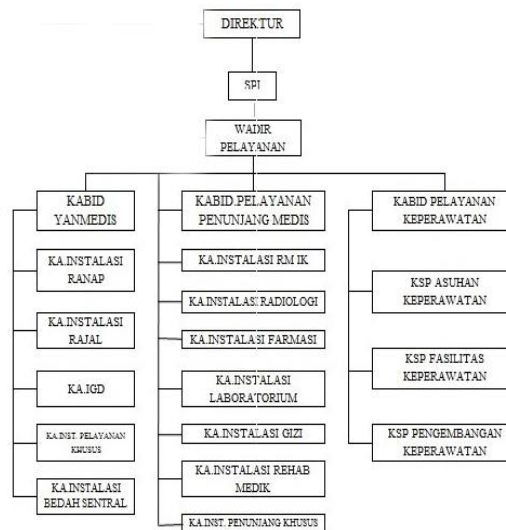 DIREKTUR
SPI
WADIR
PELAYANAN
KABID
YANMEDIS
KA.INSTALASI
RANAP
KA.INSTALASI
RAJAL
KA.IGD
KA.INST. PELAYANAN
KHUSUS
KA.INSTALASI
BEDAH SENTRAL
KABID.PELAYANAN
PENUNJANG MEDIS
KA.INSTALASI RM IK
KA.INSTALASI RADIOLOGI
KA.INSTALASI FARMASI
KA.INSTALASI
LABORATORIUM
KA.INSTALASI GIZI
KA.INSTALASI REHAB
MEDIK
KA.INST. PENUNJANG KHUSUS
KABID PELAYANAN
KEPERAWATAN
KSP ASUHAN
KEPERAWATAN
KSP FASILITAS
KEPERAWATAN
KSP PENGEMBANGAN
KEPERAWATAN